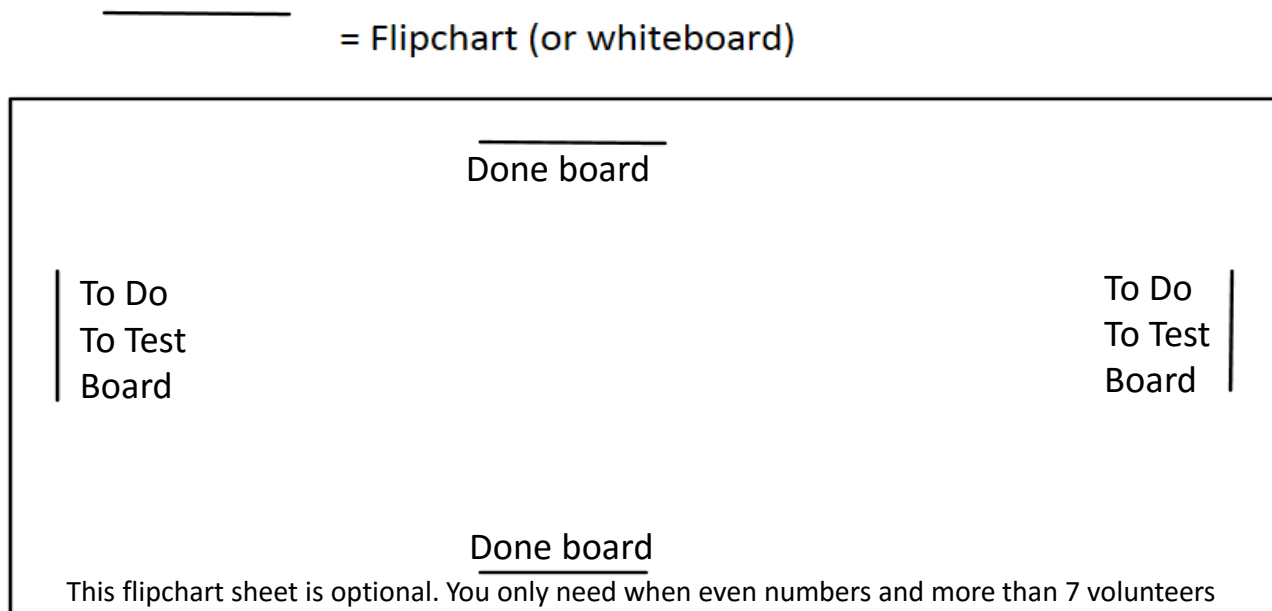 = Flipchart (or whiteboard)
Done board
To Do
To Test
Board
To Do
To Test
Board
Done board
This flipchart sheet is optional. You only need when even numbers and more than 7 volunteers